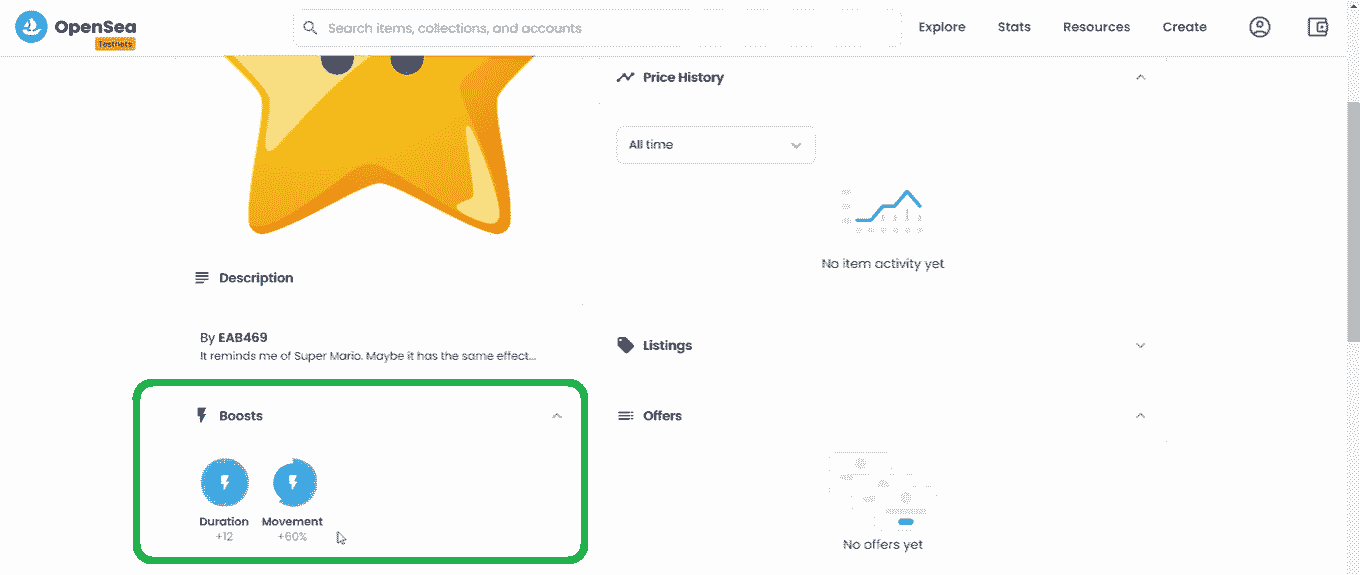 OpenSea
Testnets
Search items, collections, and accounts
Explore
Stats
Resources
Create
Price History
All time
No item activity yet
Description
By EAB469
It reminds me of Super Mario. Maybe it has the same effect...
Listings
Boosts
Offers
Duration
+12
Movement
+60%
No offers yet